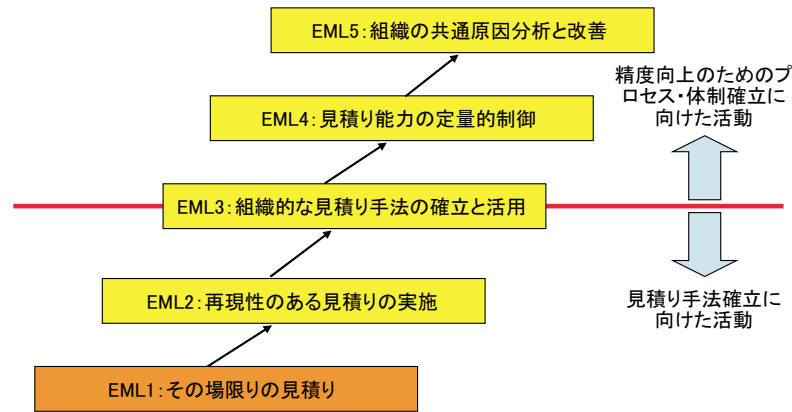 EML5:組織の共通原因分析と改善
精度向上のためのプ
ロセス・体制確立に
向けた活動
EML4:見積り能力の定量的制御
EML3:組織的な見積り手法の確立と活用
EML2:再現性のある見積りの実施
見積り手法確立に
向けた活動
EML1:その場限りの見積り